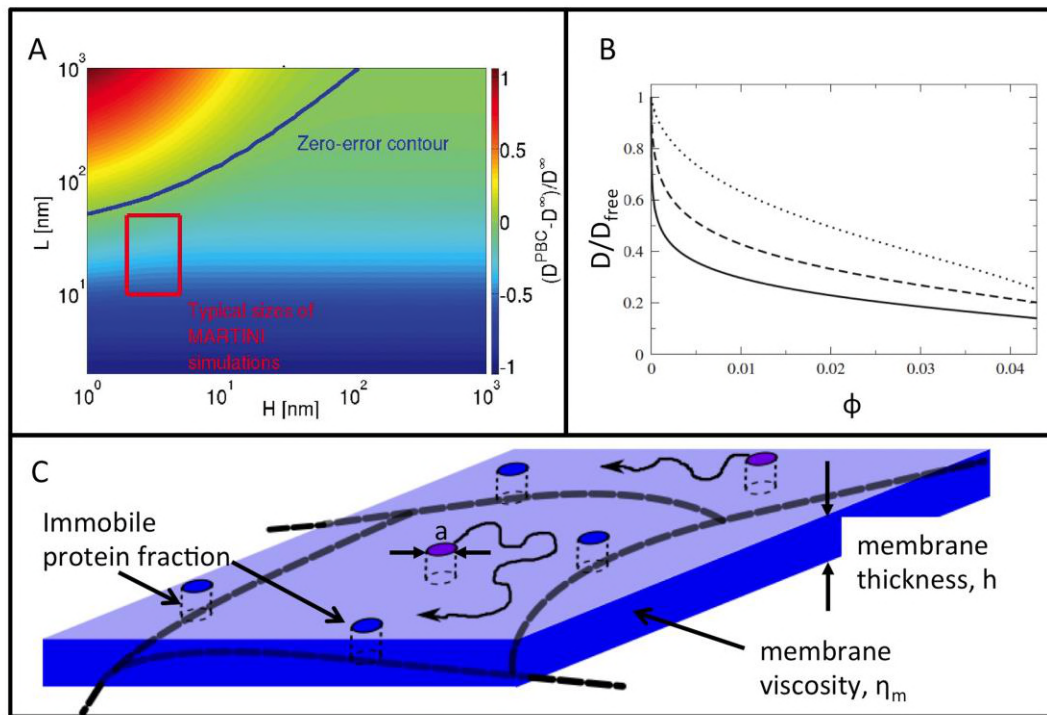 A
10³
10²
10¹
L [nm]
10⁰
10¹
10²
10³
H [nm]
Zero-error contour
Typical sizes of
MARTINI
simulations
1
0.5
0
-0.5
-1
(Dᴾᴮᶜ-D^∞)/D^∞
B
1
0.8
0.6
0.4
0.2
0
D/D_free
0
0.01
0.02
0.03
0.04
ϕ
C
Immobile
protein fraction
a
membrane
thickness, h
membrane
viscosity, ηₘ